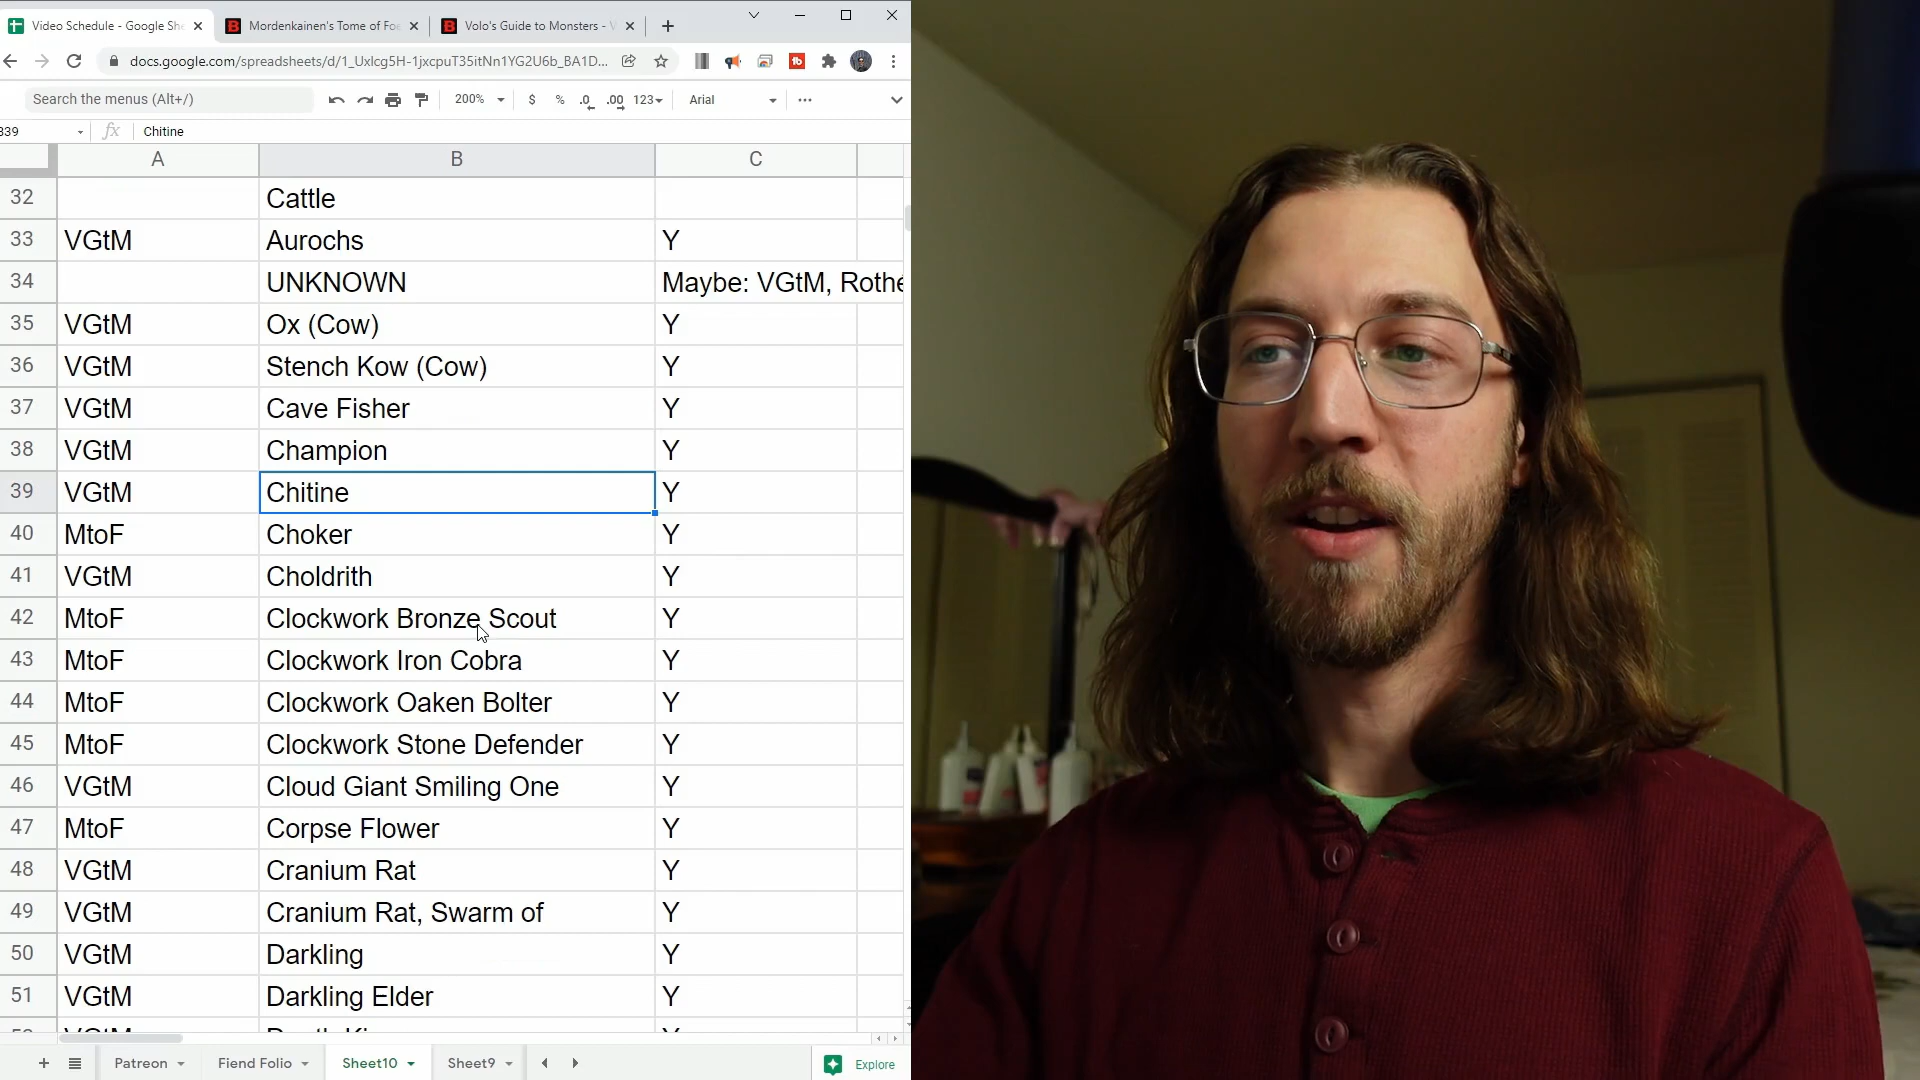 Video Schedule - Google She
Mordenkainen's Tome of Foe
Volo's Guide to Monsters - V
docs.google.com/spreadsheets/d/1_Uxlcg5H-1jxcpuT35itNn1YG2U6b_BA1D...
Search the menus (Alt+/)
200%
$
%
.0
.00
123
Arial
339
fx
Chitine
A B C
32 Cattle
33 VGtM Aurochs Y
34 UNKNOWN Maybe: VGtM, Rothe
35 VGtM Ox (Cow) Y
36 VGtM Stench Kow (Cow) Y
37 VGtM Cave Fisher Y
38 VGtM Champion Y
39 VGtM Chitine Y
40 MtoF Choker Y
41 VGtM Choldrith Y
42 MtoF Clockwork Bronze Scout Y
43 MtoF Clockwork Iron Cobra Y
44 MtoF Clockwork Oaken Bolter Y
45 MtoF Clockwork Stone Defender Y
46 VGtM Cloud Giant Smiling One Y
47 MtoF Corpse Flower Y
48 VGtM Cranium Rat Y
49 VGtM Cranium Rat, Swarm of Y
50 VGtM Darkling Y
51 VGtM Darkling Elder Y
Patreon
Fiend Folio
Sheet10
Sheet9
Explore